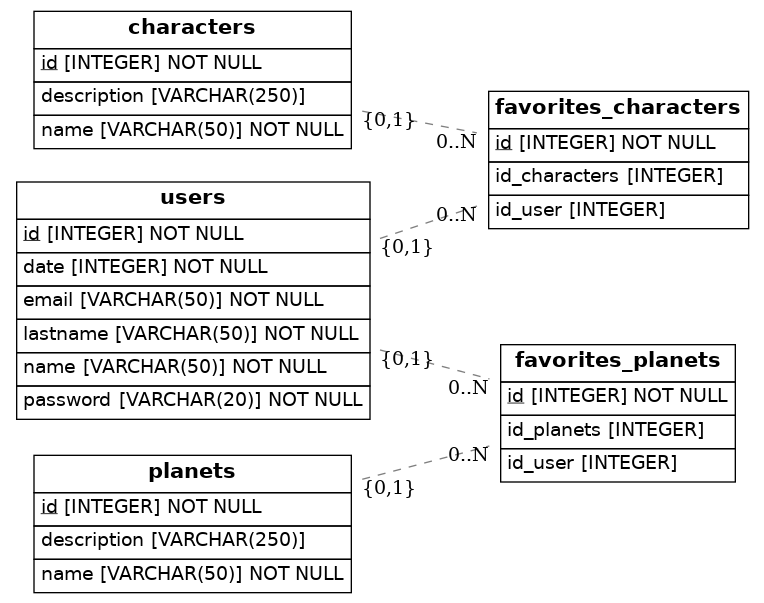 characters
id [INTEGER] NOT NULL
description [VARCHAR(250)]
name [VARCHAR(50)] NOT NULL
{0,1}
0..N
favorites_characters
id [INTEGER] NOT NULL
id_characters [INTEGER]
id_user [INTEGER]
users
id [INTEGER] NOT NULL
date [INTEGER] NOT NULL
email [VARCHAR(50)] NOT NULL
lastname [VARCHAR(50)] NOT NULL
name [VARCHAR(50)] NOT NULL
password [VARCHAR(20)] NOT NULL
0..N
{0,1}
{0,1}
0..N
favorites_planets
id [INTEGER] NOT NULL
id_planets [INTEGER]
id_user [INTEGER]
planets
id [INTEGER] NOT NULL
description [VARCHAR(250)]
name [VARCHAR(50)] NOT NULL
0..N
{0,1}